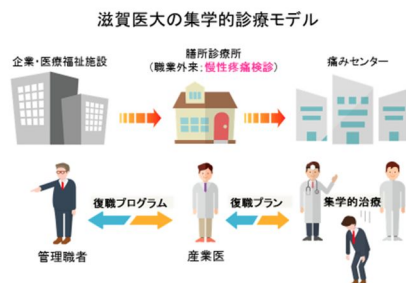 滋賀医大の集学的診療モデル
企業・医療福祉施設
膳所診療所
(職業外来:慢性疼痛検診)
痛みセンター
復職プログラム
復職プラン
集学的治療
管理職者
産業医